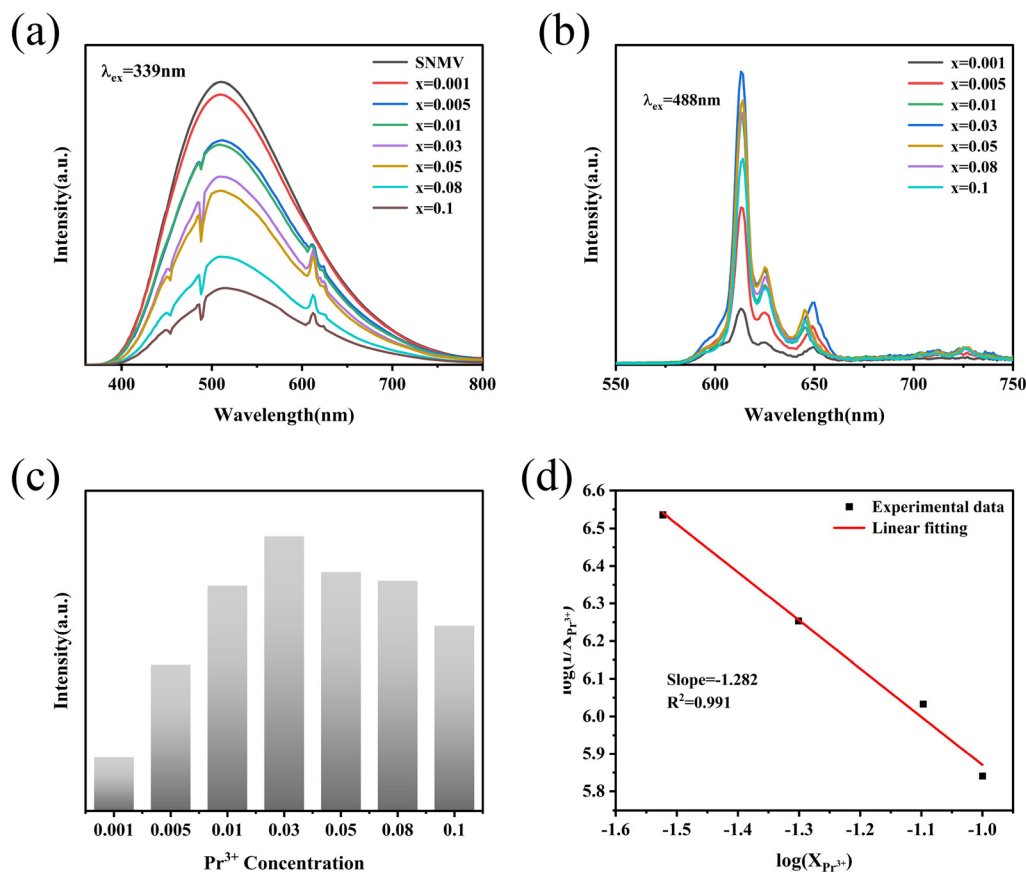 (a)
λex=339nm
SNMV
x=0.001
x=0.005
x=0.01
x=0.03
x=0.05
x=0.08
x=0.1
Intensity(a.u.)
400 500 600 700 800
Wavelength(nm)
(b)
λex=488nm
x=0.001
x=0.005
x=0.01
x=0.03
x=0.05
x=0.08
x=0.1
Intensity(a.u.)
550 600 650 700 750
Wavelength(nm)
(c)
Intensity(a.u.)
0.001 0.005 0.01 0.03 0.05 0.08 0.1
Pr³⁺ Concentration
(d)
Experimental data
Linear fitting
6.6
6.5
6.4
6.3
6.2
6.1
6.0
5.9
5.8
log(I/XPr³⁺)
Slope=-1.282
R²=0.991
-1.6 -1.5 -1.4 -1.3 -1.2 -1.1 -1.0
log(XPr³⁺)